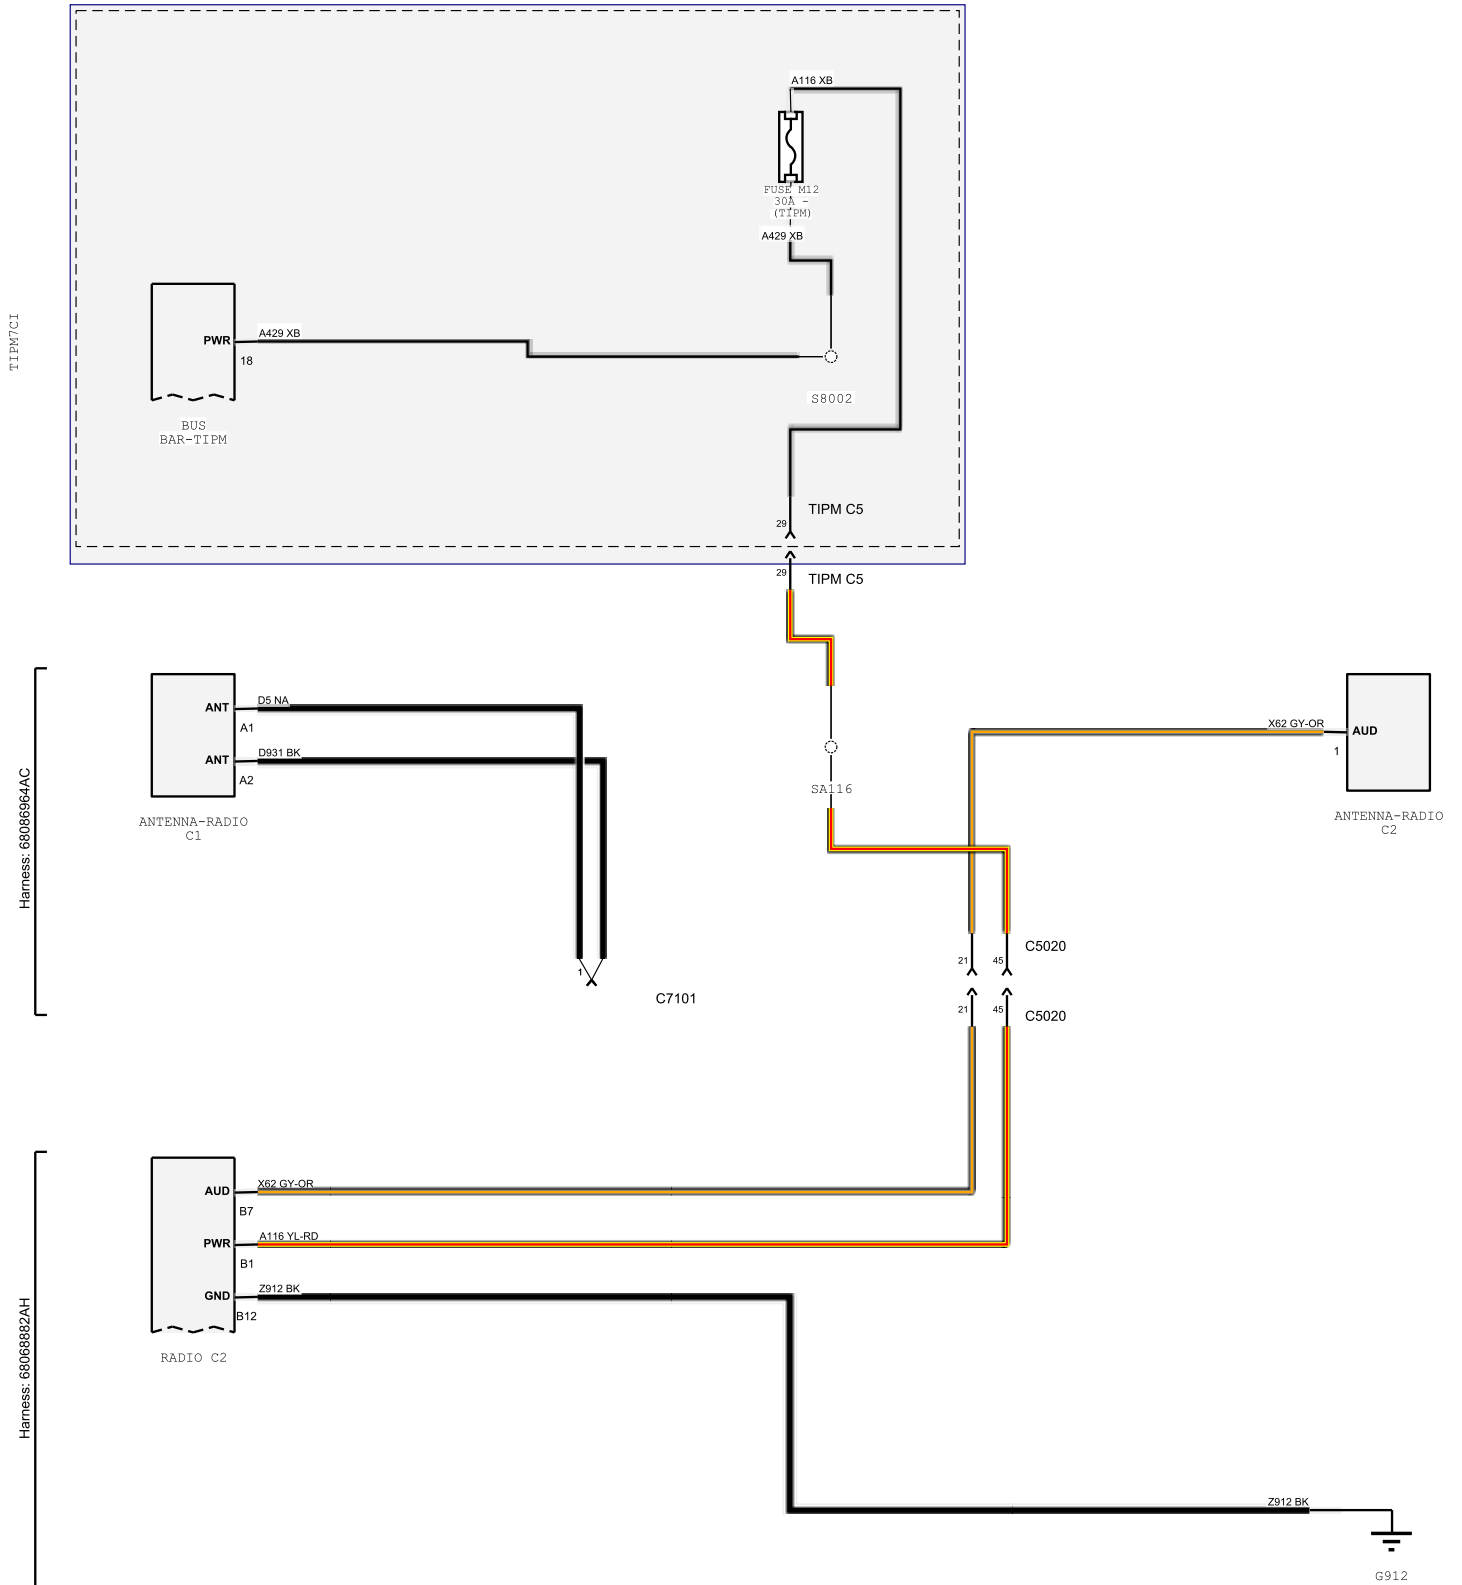 A116 XB
FUSE M12
30A -
(TIPM)
A429 XB
TIPM7CI
PWR
A429 XB
18
S8002
BUS
BAR-TIPM
TIPM C5
29
29
TIPM C5
Harness: 68086964AC
ANT
D5 NA
A1
ANT
D931 BK
A2
ANTENNA-RADIO
C1
X62 GY-OR
AUD
1
SA116
ANTENNA-RADIO
C2
1
C7101
21
45
C5020
21
45
C5020
Harness: 68068882AH
AUD
X62 GY-OR
B7
PWR
A116 YL-RD
B1
GND
Z912 BK
B12
RADIO C2
Z912 BK
G912